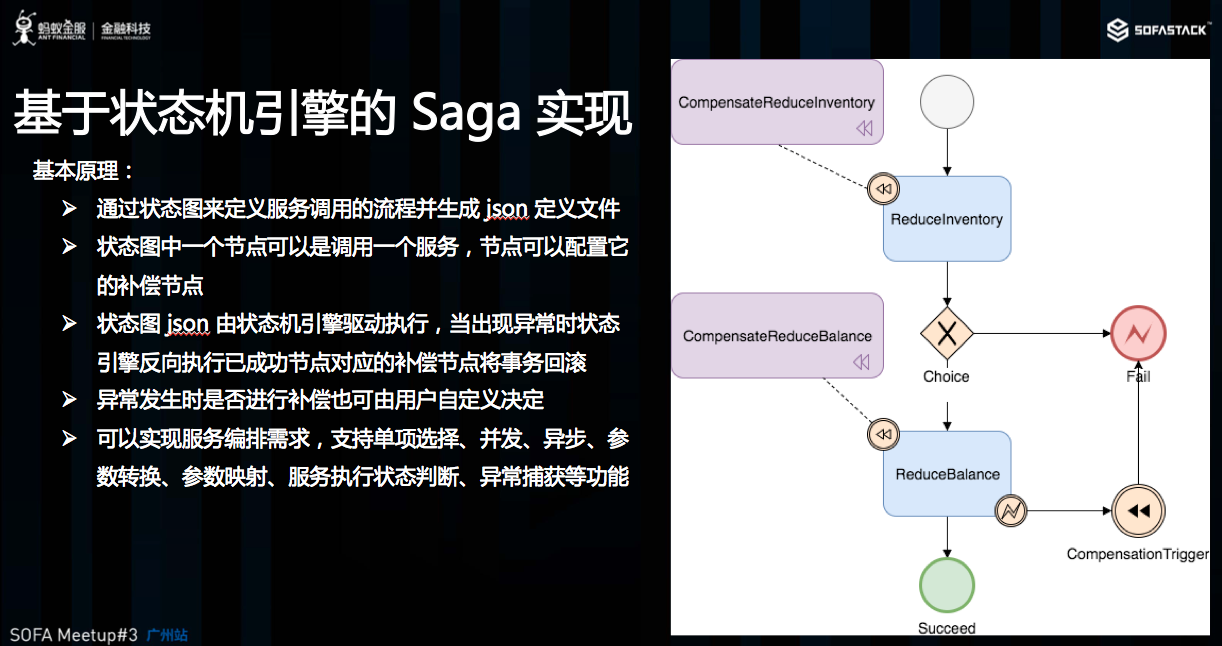 蚂蚁金服 金融科技
ANT FINANCIAL FINANCIAL TECHNOLOGY
SOFASTACK™
基于状态机引擎的 Saga 实现
基本原理：
➢ 通过状态图来定义服务调用的流程并生成 json 定义文件
➢ 状态图中一个节点可以是调用一个服务，节点可以配置它
的补偿节点
➢ 状态图 json 由状态机引擎驱动执行，当出现异常时状态
引擎反向执行已成功节点对应的补偿节点将事务回滚
➢ 异常发生时是否进行补偿也可由用户自定义决定
➢ 可以实现服务编排需求，支持单项选择、并发、异步、参
数转换、参数映射、服务执行状态判断、异常捕获等功能
CompensateReduceInventory
ReduceInventory
CompensateReduceBalance
Choice
Fail
ReduceBalance
CompensationTrigger
Succeed
SOFA Meetup#3 广州站